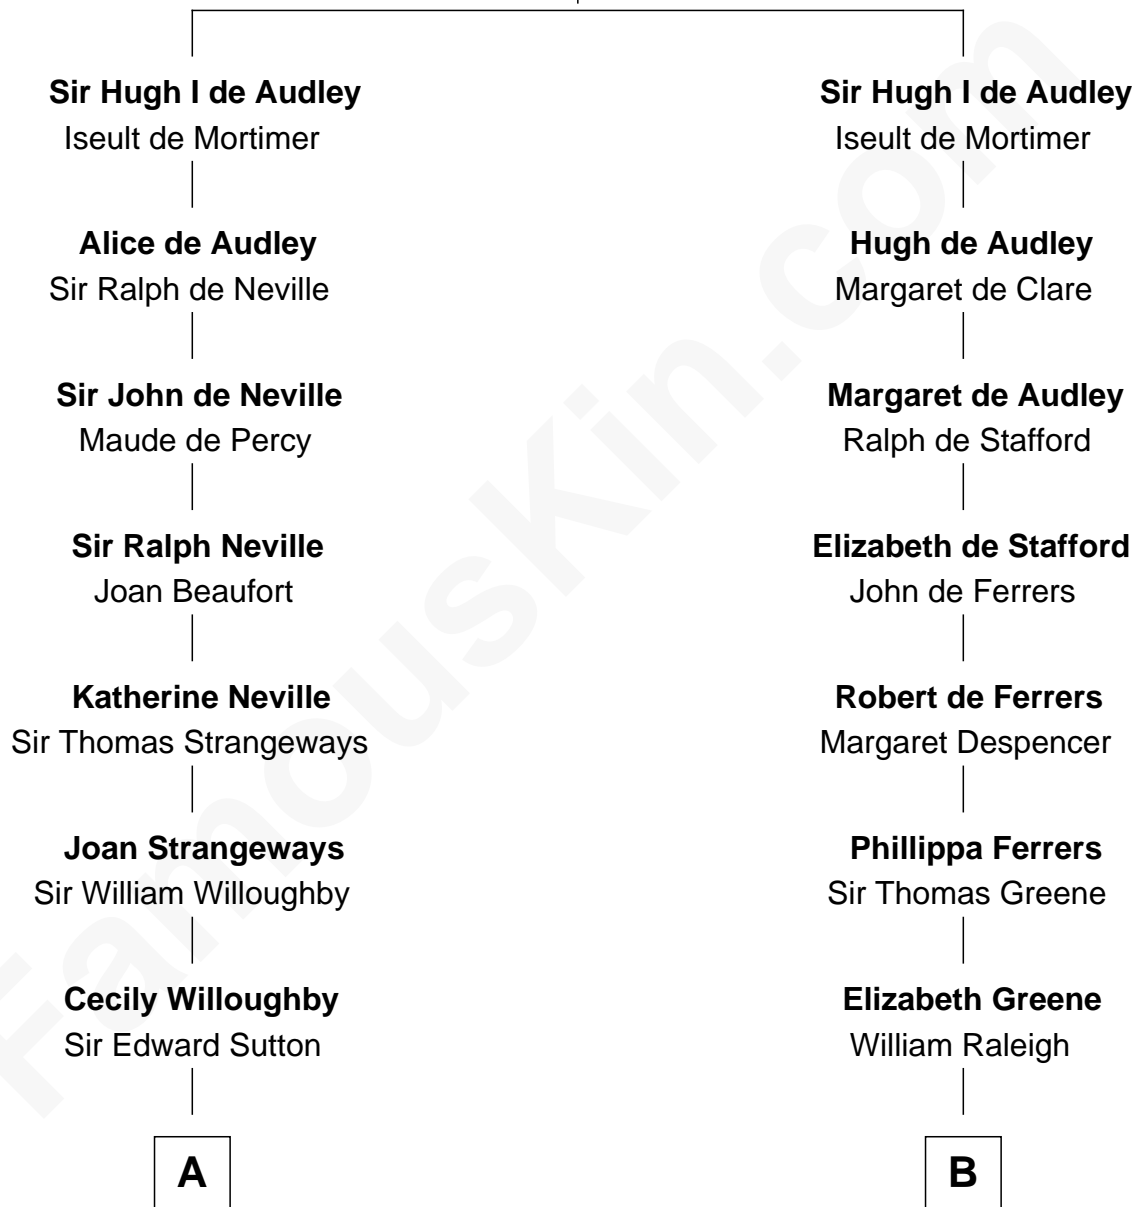 Sir Hugh I de Audley
Iseult de Mortimer
Alice de Audley
Sir Ralph de Neville
Sir John de Neville
Maude de Percy
Sir Ralph Neville
Joan Beaufort
Katherine Neville
Sir Thomas Strangeways
Joan Strangeways
Sir William Willoughby
Cecily Willoughby
Sir Edward Sutton
A
Sir Hugh I de Audley
Iseult de Mortimer
Hugh de Audley
Margaret de Clare
Margaret de Audley
Ralph de Stafford
Elizabeth de Stafford
John de Ferrers
Robert de Ferrers
Margaret Despencer
Phillippa Ferrers
Sir Thomas Greene
Elizabeth Greene
William Raleigh
B
FamousKin.com